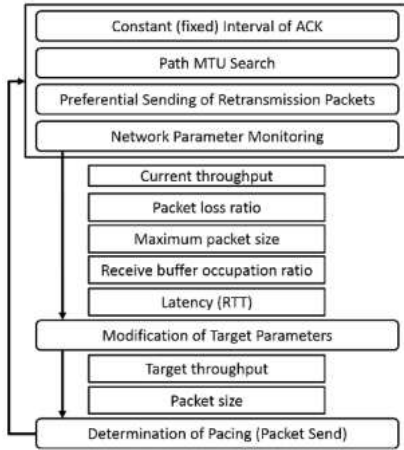 Constant (fixed) Interval of ACK
Path MTU Search
Preferential Sending of Retransmission Packets
Network Parameter Monitoring
Current throughput
Packet loss ratio
Maximum packet size
Receive buffer occupation ratio
Latency (RTT)
Modification of Target Parameters
Target throughput
Packet size
Determination of Pacing (Packet Send)